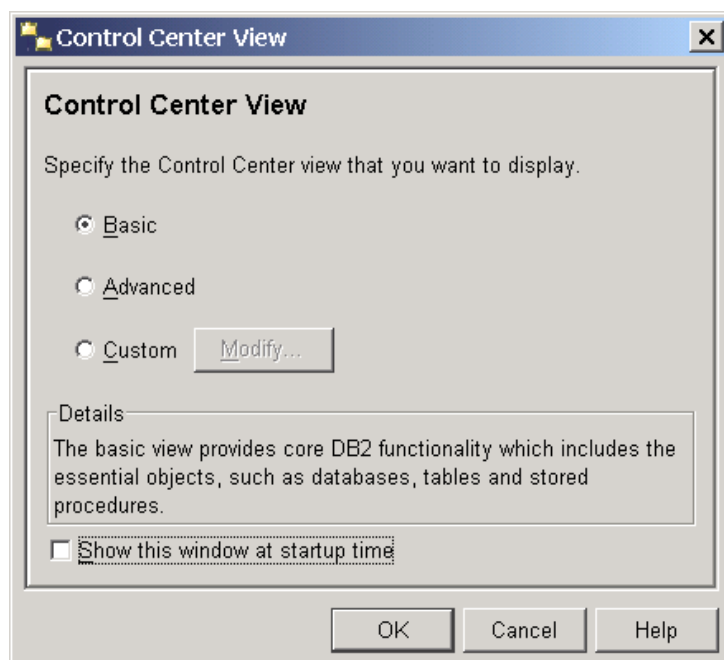 Control Center View
Control Center View
Specify the Control Center view that you want to display.
Basic
Advanced
Custom Modify...
Details
The basic view provides core DB2 functionality which includes the
essential objects, such as databases, tables and stored
procedures.
Show this window at startup time
OK Cancel Help